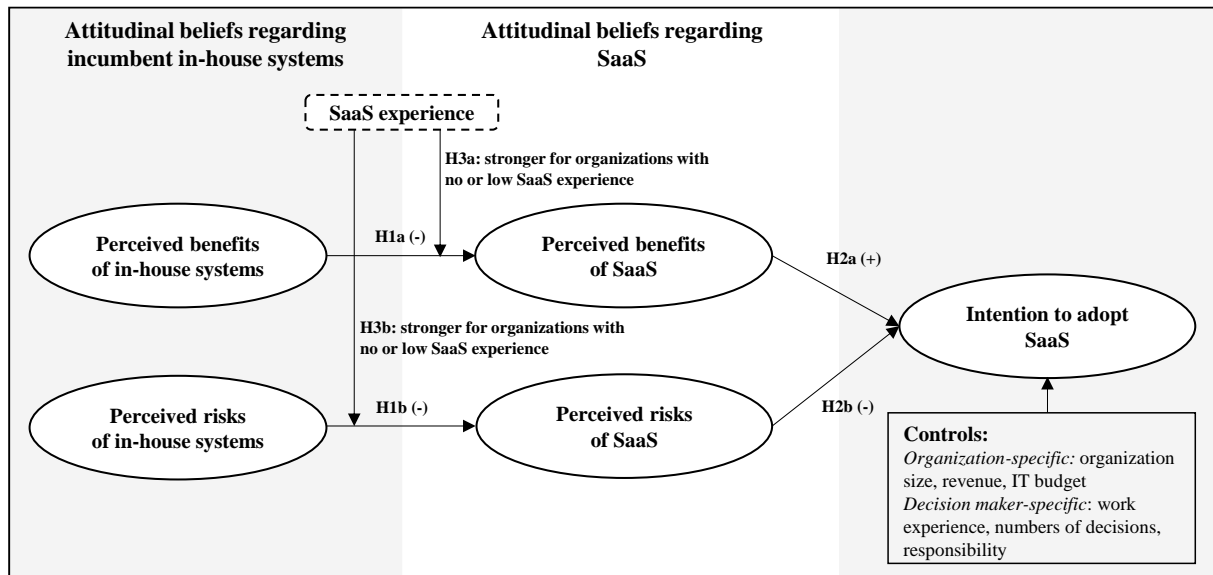 Attitudinal beliefs regarding
incumbent in-house systems
Attitudinal beliefs regarding
SaaS
SaaS experience
H3a: stronger for organizations with
no or low SaaS experience
Perceived benefits
of in-house systems
H1a (-)
Perceived benefits
of SaaS
H2a (+)
H3b: stronger for organizations with
no or low SaaS experience
Intention to adopt
SaaS
Perceived risks
of in-house systems
H1b (-)
Perceived risks
of SaaS
H2b (-)
Controls:
Organization-specific: organization
size, revenue, IT budget
Decision maker-specific: work
experience, numbers of decisions,
responsibility